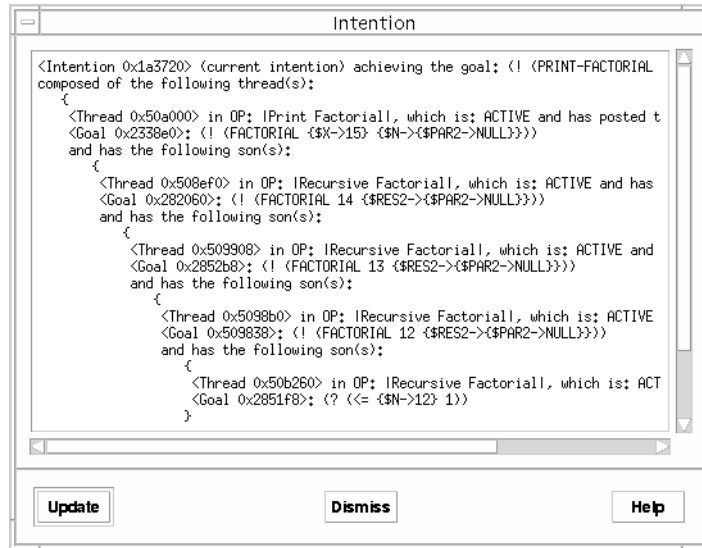 Intention
<Intention 0x1a3720> (current intention) achieving the goal: (! (PRINT-FACTORIAL
composed of the following thread(s):
{
<Thread 0x50a000> in OP: |Print Factorial|, which is: ACTIVE and has posted t
<Goal 0x2338e0>: (! (FACTORIAL {$X->15} {$N->{$PAR2->NULL}}))
and has the following son(s):
{
<Thread 0x508ef0> in OP: |Recursive Factorial|, which is: ACTIVE and has
<Goal 0x282060>: (! (FACTORIAL 14 {$RES2->{$PAR2->NULL}}))
and has the following son(s):
{
<Thread 0x509908> in OP: |Recursive Factorial|, which is: ACTIVE and
<Goal 0x2852b8>: (! (FACTORIAL 13 {$RES2->{$PAR2->NULL}}))
and has the following son(s):
{
<Thread 0x5098b0> in OP: |Recursive Factorial|, which is: ACTIVE
<Goal 0x509838>: (! (FACTORIAL 12 {$RES2->{$PAR2->NULL}}))
and has the following son(s):
{
<Thread 0x50b260> in OP: |Recursive Factorial|, which is: ACT
<Goal 0x2851f8>: (? (<= {$N->12} 1))
}
Update Dismiss Help